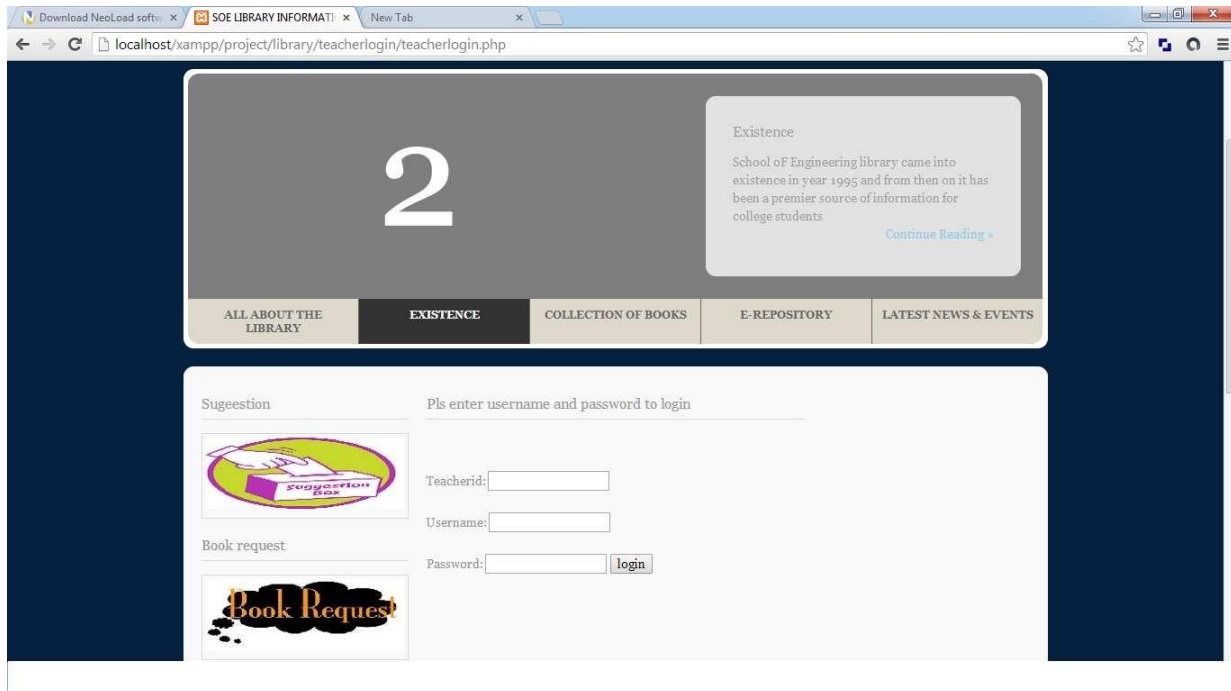 Download NeoLoad softw
SOE LIBRARY INFORMATI
New Tab
localhost/xampp/project/library/teacherlogin/teacherlogin.php
2
Existence
School oF Engineering library came into
existence in year 1995 and from then on it has
been a premier source of information for
college students
Continue Reading »
ALL ABOUT THE
LIBRARY
EXISTENCE
COLLECTION OF BOOKS
E-REPOSITORY
LATEST NEWS & EVENTS
Sugeestion
Pls enter username and password to login
Suggestion
Box
Teacherid:
Username:
Book request
Password:
login
Book Request